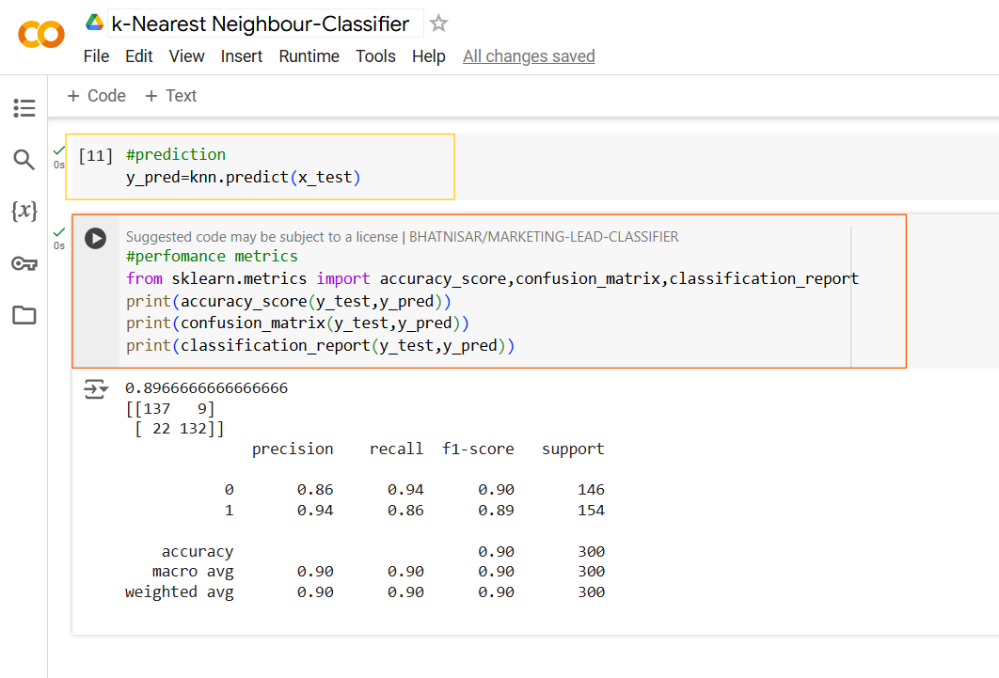 k-Nearest Neighbour-Classifier
File Edit View Insert Runtime Tools Help All changes saved
+ Code + Text
[11] #prediction
0s
y_pred=knn.predict(x_test)
Suggested code may be subject to a license | BHATNISAR/MARKETING-LEAD-CLASSIFIER
0s
#perfomance metrics
from sklearn.metrics import accuracy_score,confusion_matrix,classification_report
print(accuracy_score(y_test,y_pred))
print(confusion_matrix(y_test,y_pred))
print(classification_report(y_test,y_pred))
0.8966666666666666
[[137   9]
 [ 22 132]]
              precision    recall  f1-score   support
           0       0.86      0.94      0.90       146
           1       0.94      0.86      0.89       154
    accuracy                           0.90       300
   macro avg       0.90      0.90      0.90       300
weighted avg       0.90      0.90      0.90       300